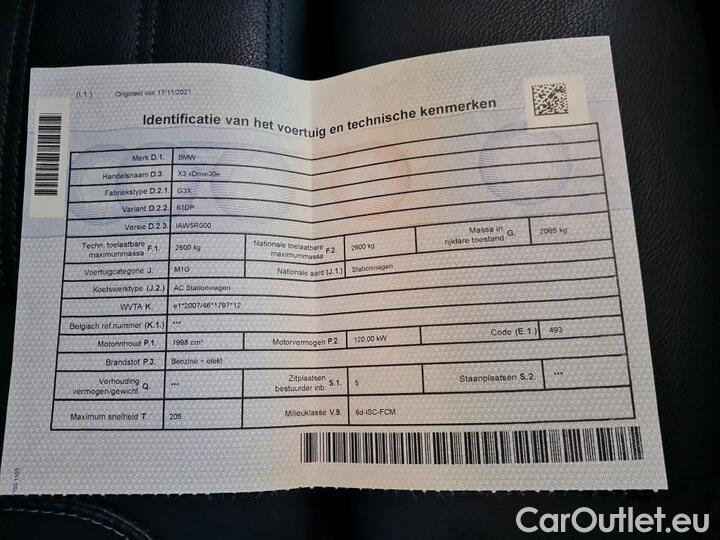 (I.1.) Origineel van 17/11/2021
Identificatie van het voertuig en technische kenmerken
Merk D.1. BMW
Handelsnaam D.3. X3 xDrive30e
Fabriekstype D.2.1. G3X
Variant D.2.2. 61DP
Versie D.2.3. IAW5R000
Techn. toelaatbare maximummassa F.1. 2600 kg Nationale toelaatbare maximummassa F.2. 2600 kg Massa in rijklare toestand G. 2065 kg
Voertuigcategorie J. M1G Nationale aard (J.1.) Stationwagen
Koetswerktype (J.2.) AC Stationwagen
WVTA K. e1*2007/46*1797*12
Belgisch ref.nummer (K.1.) ***
Motorinhoud P.1. 1998 cm³ Motorvermogen P.2. 120.00 kW Code (E.1.) 493
Brandstof P.3. Benzine + elekt
Verhouding vermogen/gewicht Q. *** Zitplaatsen bestuurder inb. S.1. 5 Staanplaatsen S.2. ***
Maximum snelheid T. 205 Milieuklasse V.9. 6d-ISC-FCM
CarOutlet.eu